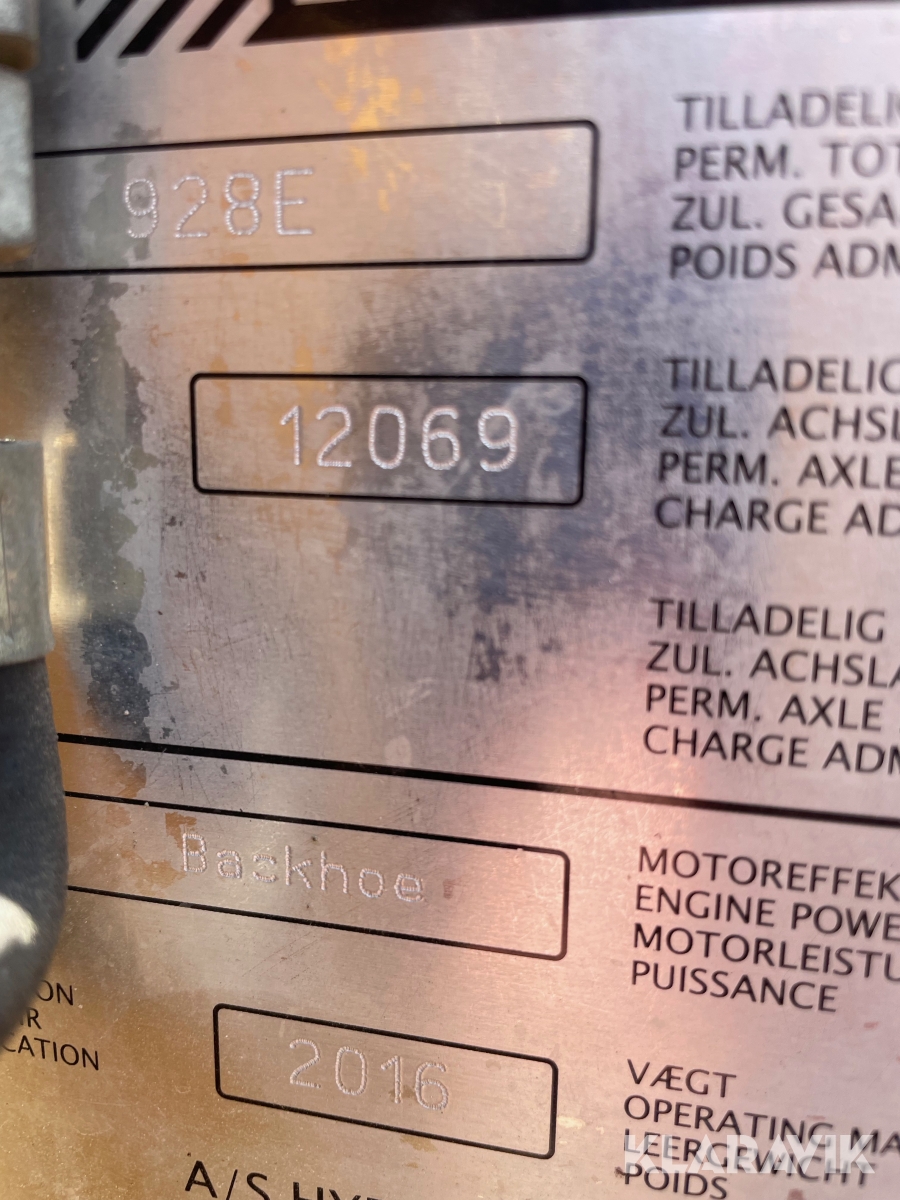 928E
TILLADELI
PERM. TOT
ZUL. GESA
POIDS ADM
12069
TILLADELIG
ZUL. ACHSL
PERM. AXLE
CHARGE AD
TILLADELIG
ZUL. ACHSLA
PERM. AXLE
CHARGE ADM
Backhoe
MOTOREFFEK
ENGINE POWE
MOTORLEISTU
PUISSANCE
ON
R
CATION
2016
VÆGT
OPERATING MA
LEERGEWICHT
POIDS
A/S HY
KLARAVIK